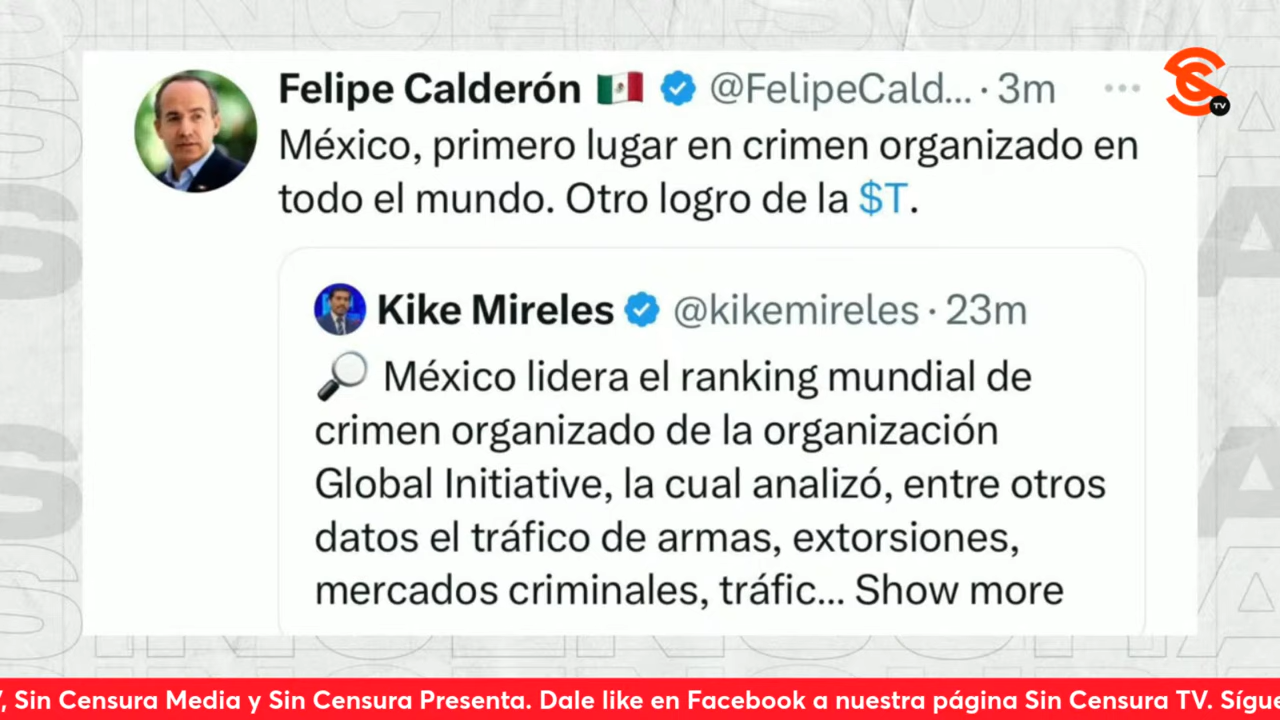 Felipe Calderón @FelipeCald... · 3m
México, primero lugar en crimen organizado en
todo el mundo. Otro logro de la $T.
Kike Mireles @kikemireles · 23m
México lidera el ranking mundial de
crimen organizado de la organización
Global Initiative, la cual analizó, entre otros
datos el tráfico de armas, extorsiones,
mercados criminales, tráfic... Show more
TV
, Sin Censura Media y Sin Censura Presenta. Dale like en Facebook a nuestra página Sin Censura TV. Sígue